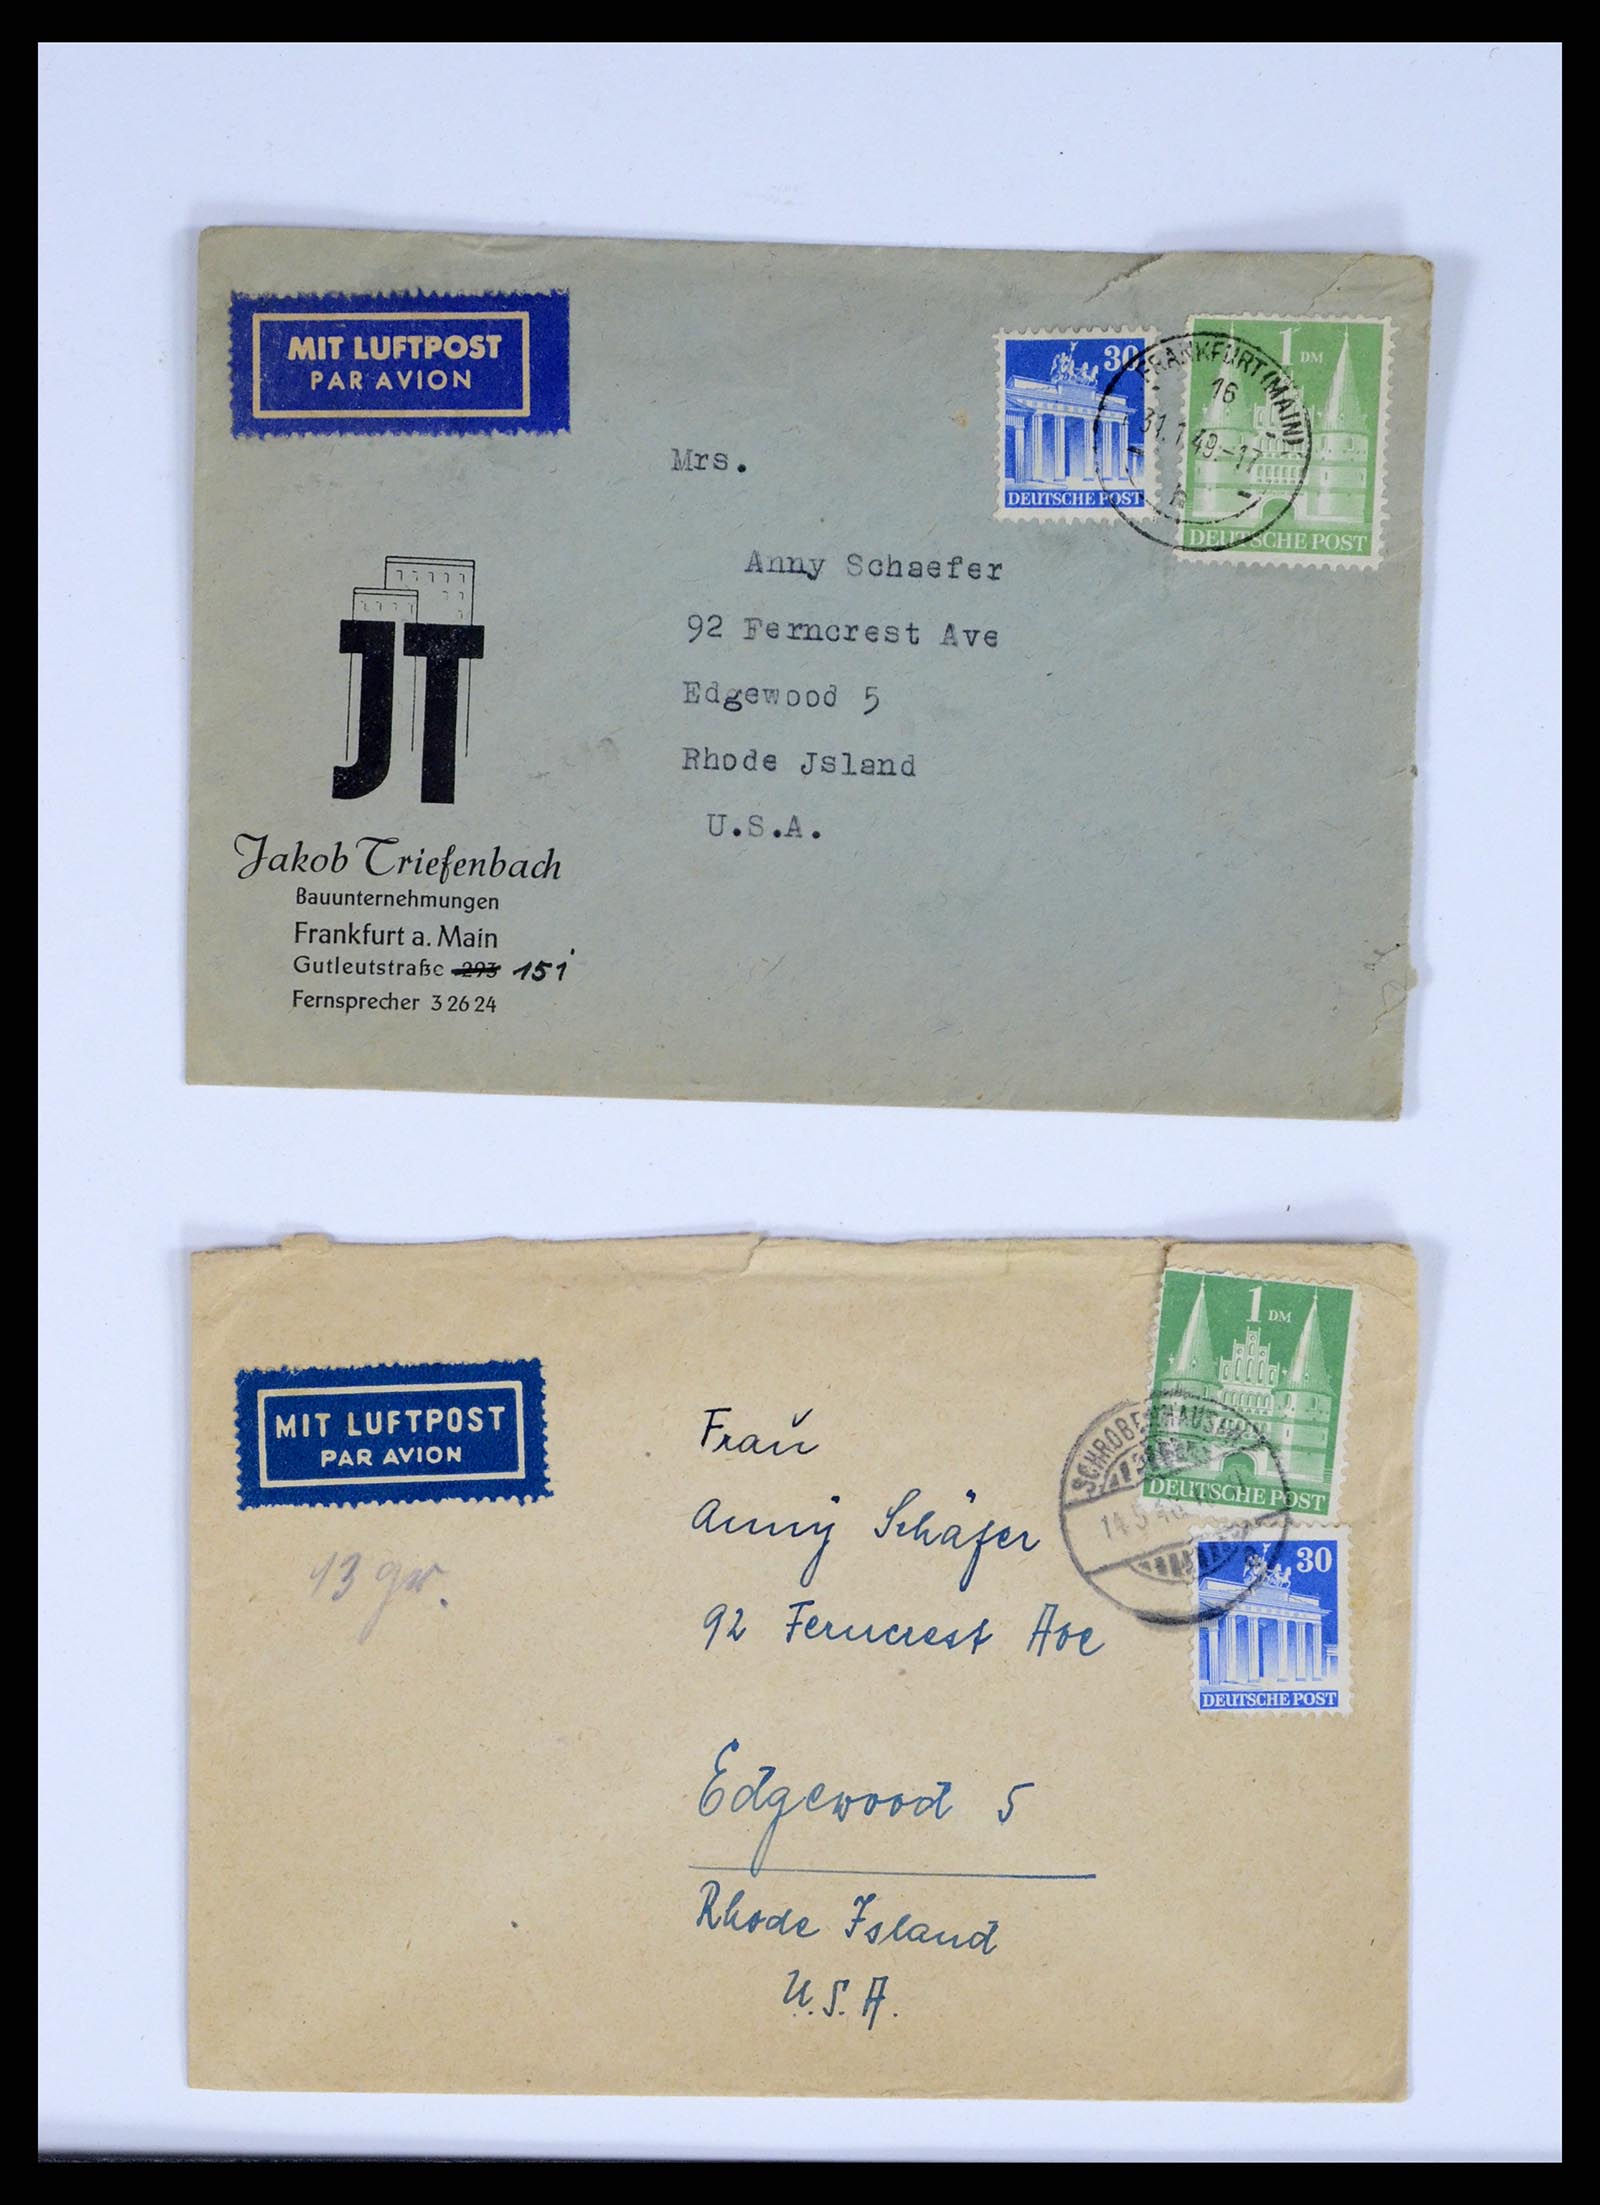 MIT LUFTPOST
PAR AVION
30
DEUTSCHE POST
1 DM
DEUTSCHE POST
FRANKFURT (MAIN)
16
31.1.49.-17
Mrs.
Anny Schaefer
92 Ferncrest Ave
Edgewood 5
Rhode Jsland
U.S.A.
JT
Jakob Triefenbach
Bauunternehmungen
Frankfurt a. Main
Gutleutstraße 293 151
Fernsprecher 3 26 24
MIT LUFTPOST
PAR AVION
1 DM
DEUTSCHE POST
SCHROBENHAUSEN
30
DEUTSCHE POST
13 gr.
Frau
Anny Schäfer
92 Ferncrest Ave
Edgewood 5
Rhode Island
U.S.A.